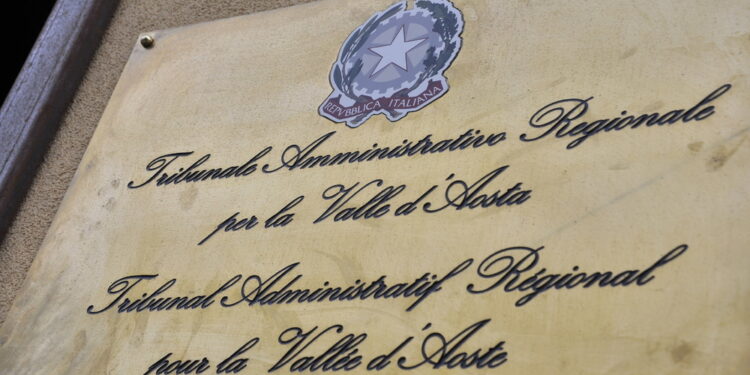 REPVBBLICA ITALIANA
Tribunale Amministrativo Regionale
per la Valle d'Aosta
Tribunal Administratif Régional
pour la Vallée d'Aoste